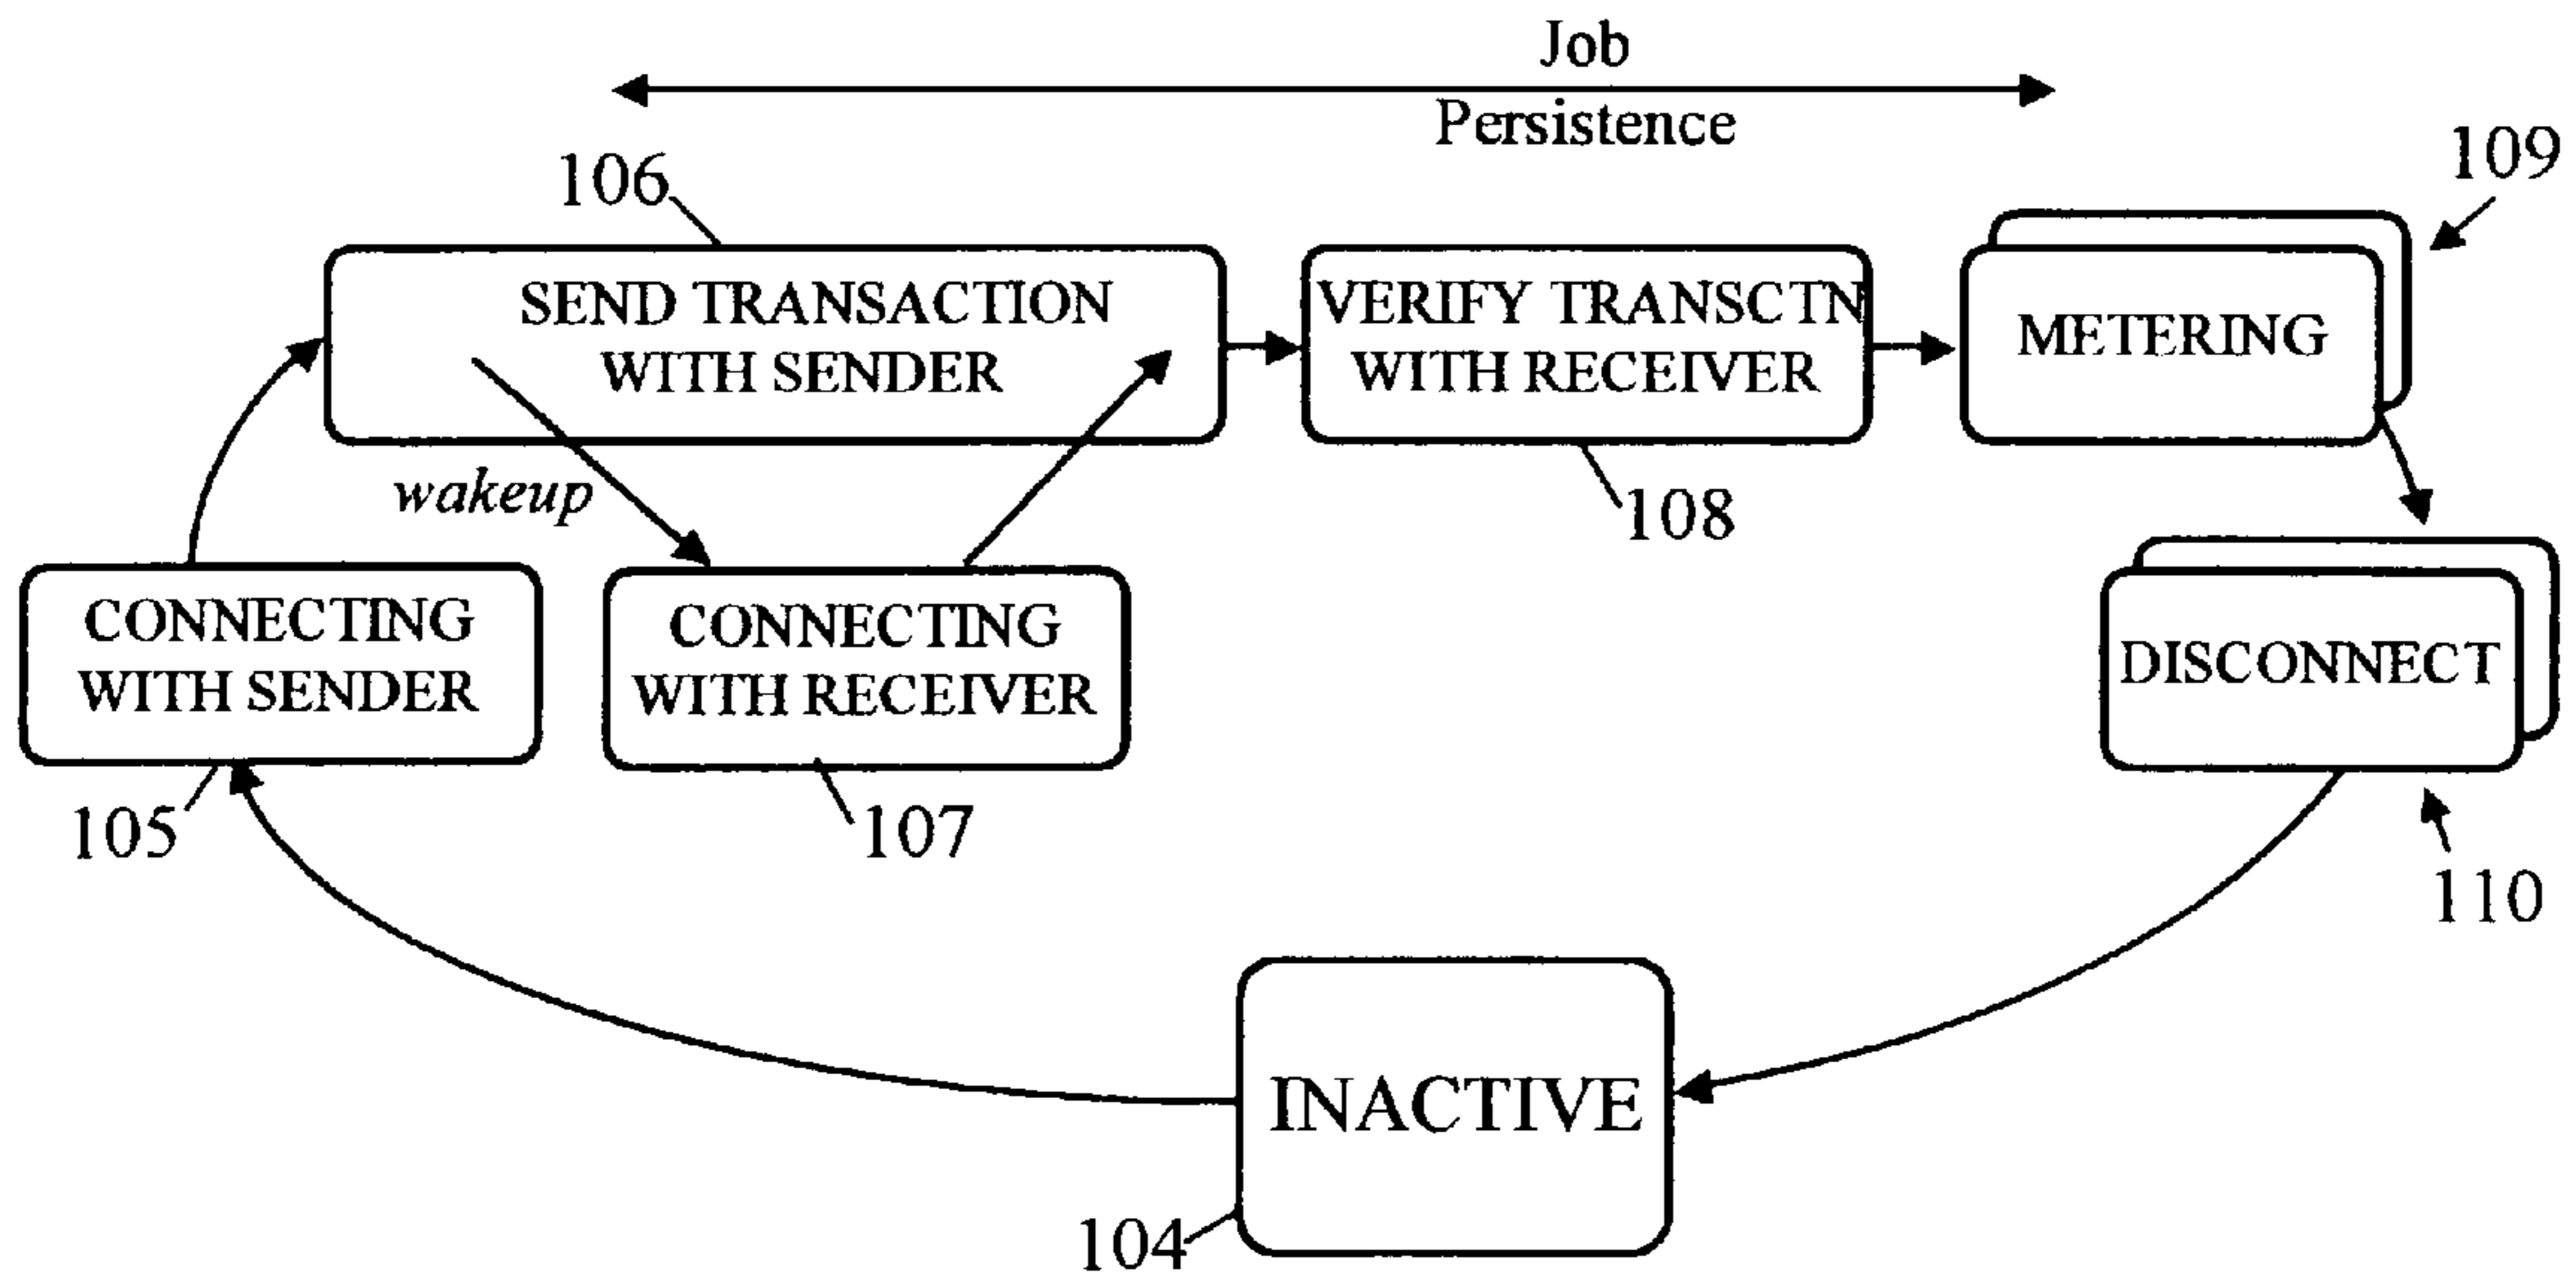 Job
Persistence
109
106
SEND TRANSACTION
WITH SENDER
VERIFY TRANSCTN
WITH RECEIVER
METERING
wakeup
108
CONNECTING
WITH SENDER
CONNECTING
WITH RECEIVER
DISCONNECT
105
107
110
INACTIVE
104